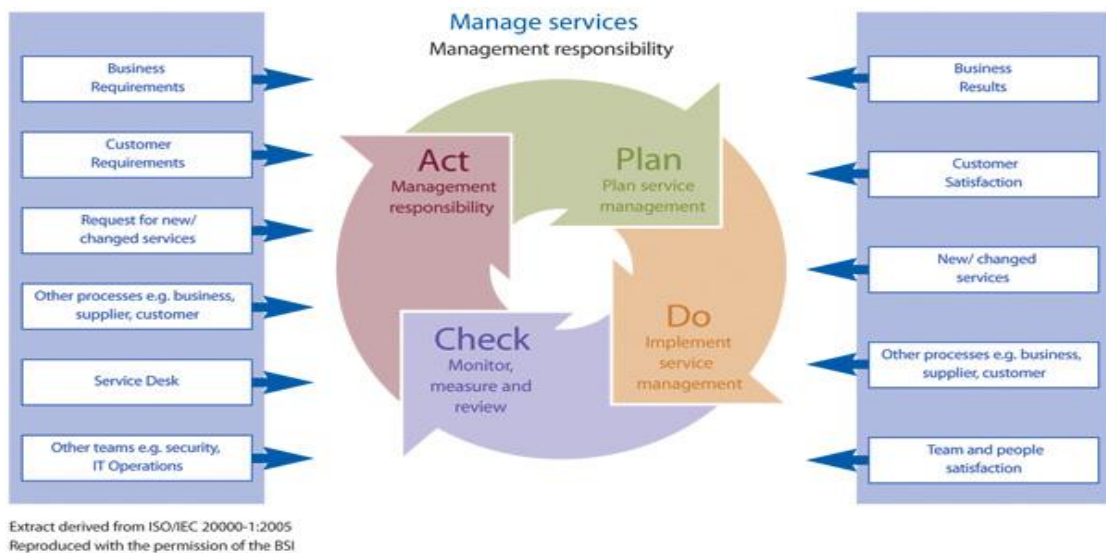 Manage services
Management responsibility
Business
Requirements
Customer
Requirements
Request for new/
changed services
Other processes e.g. business,
supplier, customer
Service Desk
Other teams e.g. security,
IT Operations
Act
Management
responsibility
Plan
Plan service
management
Check
Monitor,
measure and
review
Do
Implement
service
management
Business
Results
Customer
Satisfaction
New/ changed
services
Other processes e.g. business,
supplier, customer
Team and people
satisfaction
Extract derived from ISO/IEC 20000-1:2005
Reproduced with the permission of the BSI